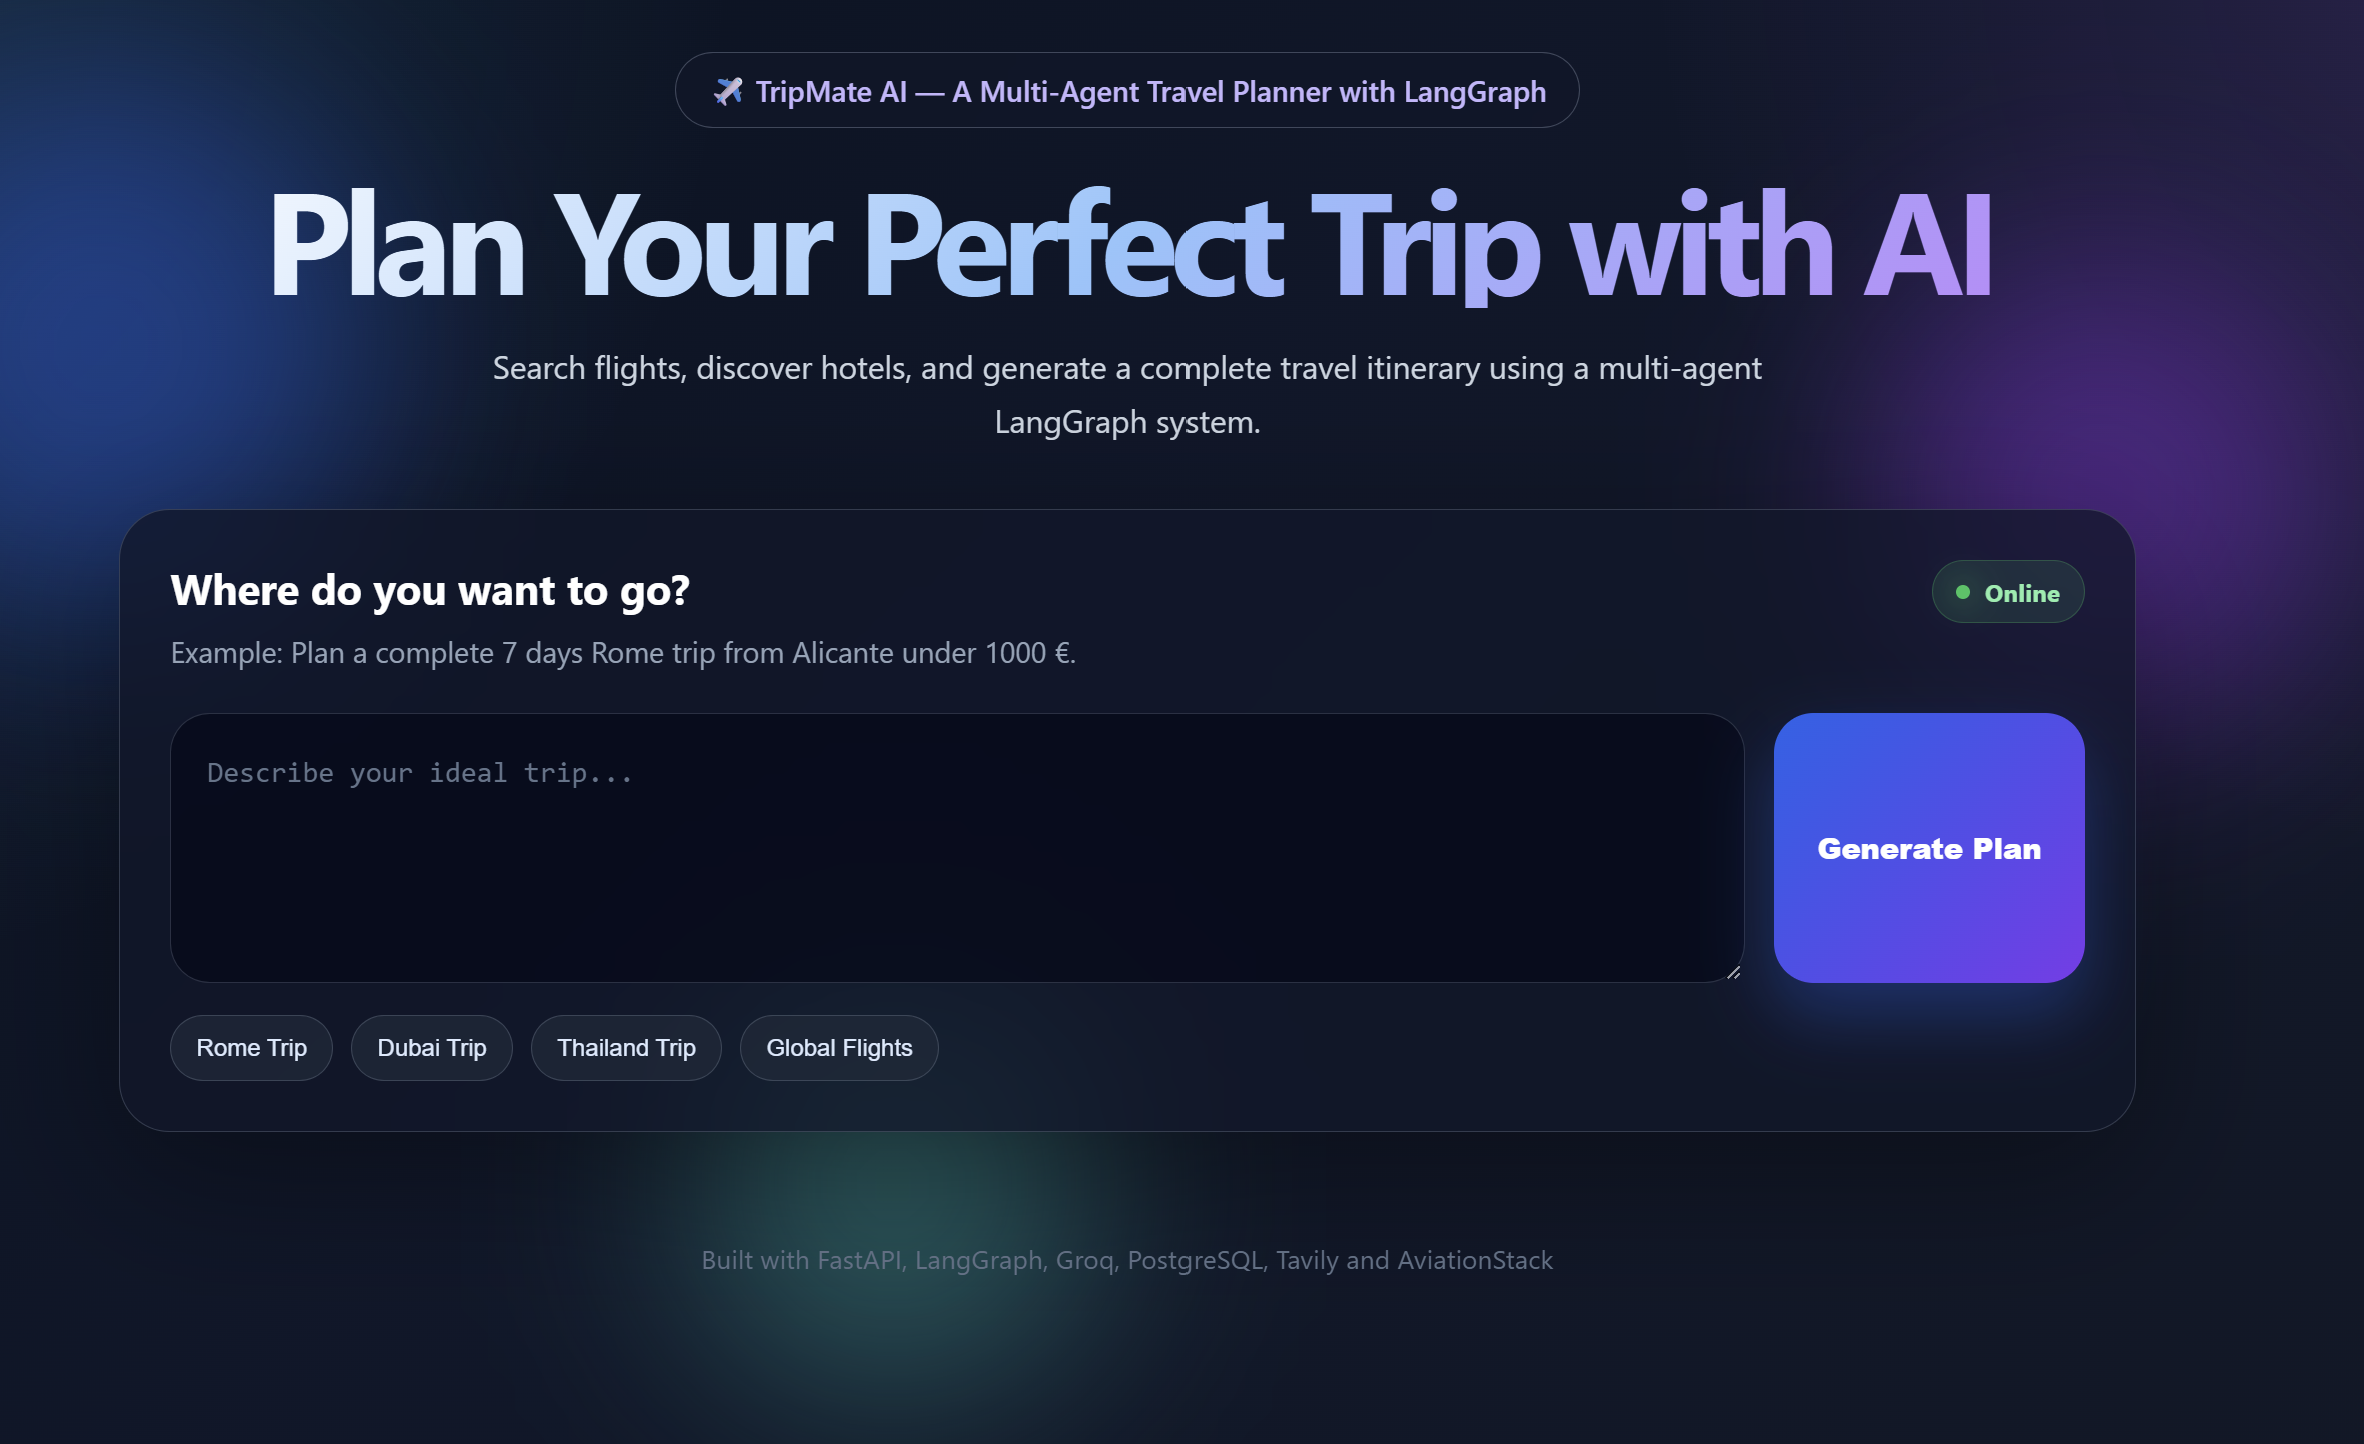 ✈️ TripMate AI — A Multi-Agent Travel Planner with LangGraph
Plan Your Perfect Trip with AI
Search flights, discover hotels, and generate a complete travel itinerary using a multi-agent
LangGraph system.
Where do you want to go?
Online
Example: Plan a complete 7 days Rome trip from Alicante under 1000 €.
Describe your ideal trip...
Generate Plan
Rome Trip
Dubai Trip
Thailand Trip
Global Flights
Built with FastAPI, LangGraph, Groq, PostgreSQL, Tavily and AviationStack